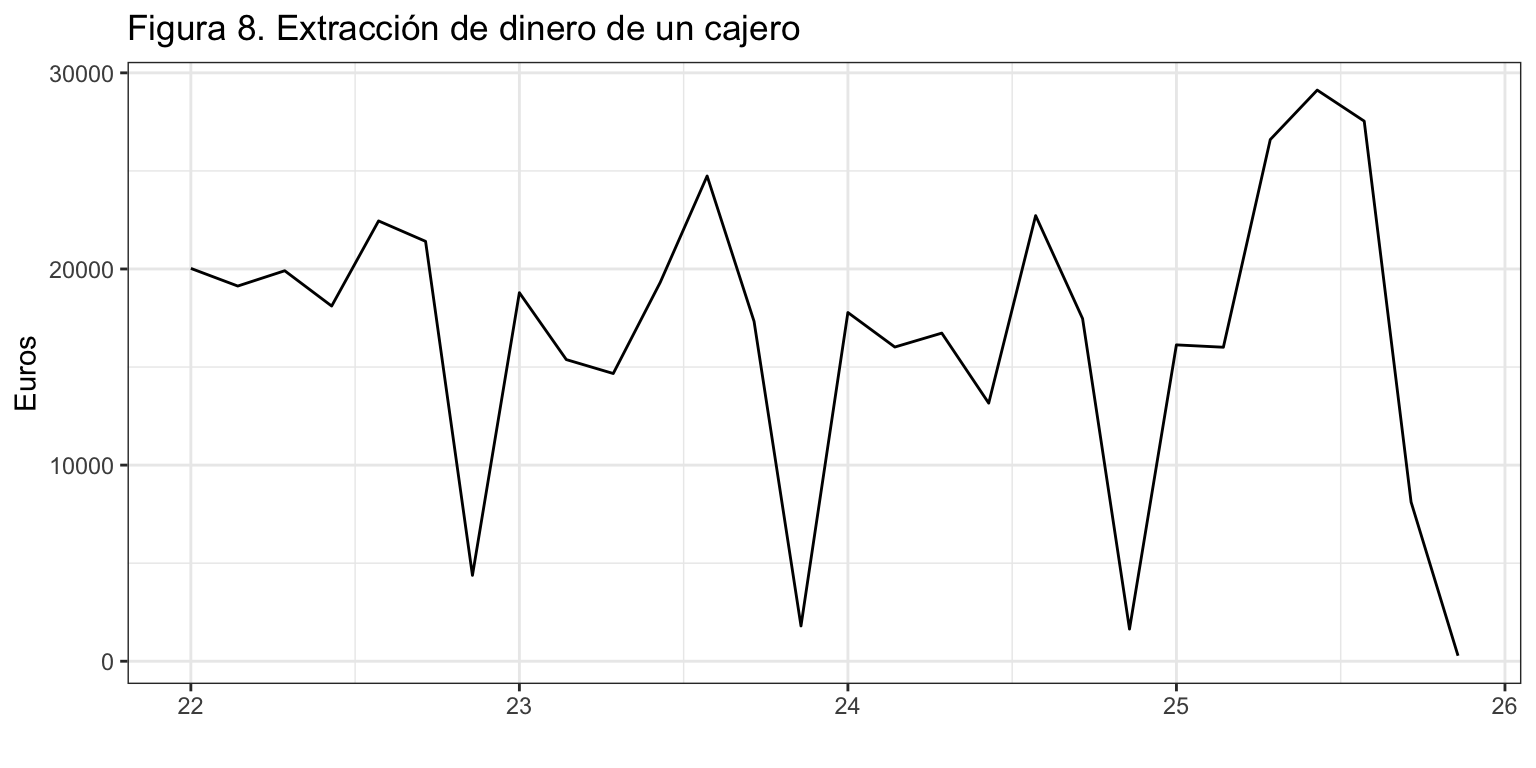 Figura 8. Extracción de dinero de un cajero
30000
20000
10000
0
Euros
22 23 24 25 26